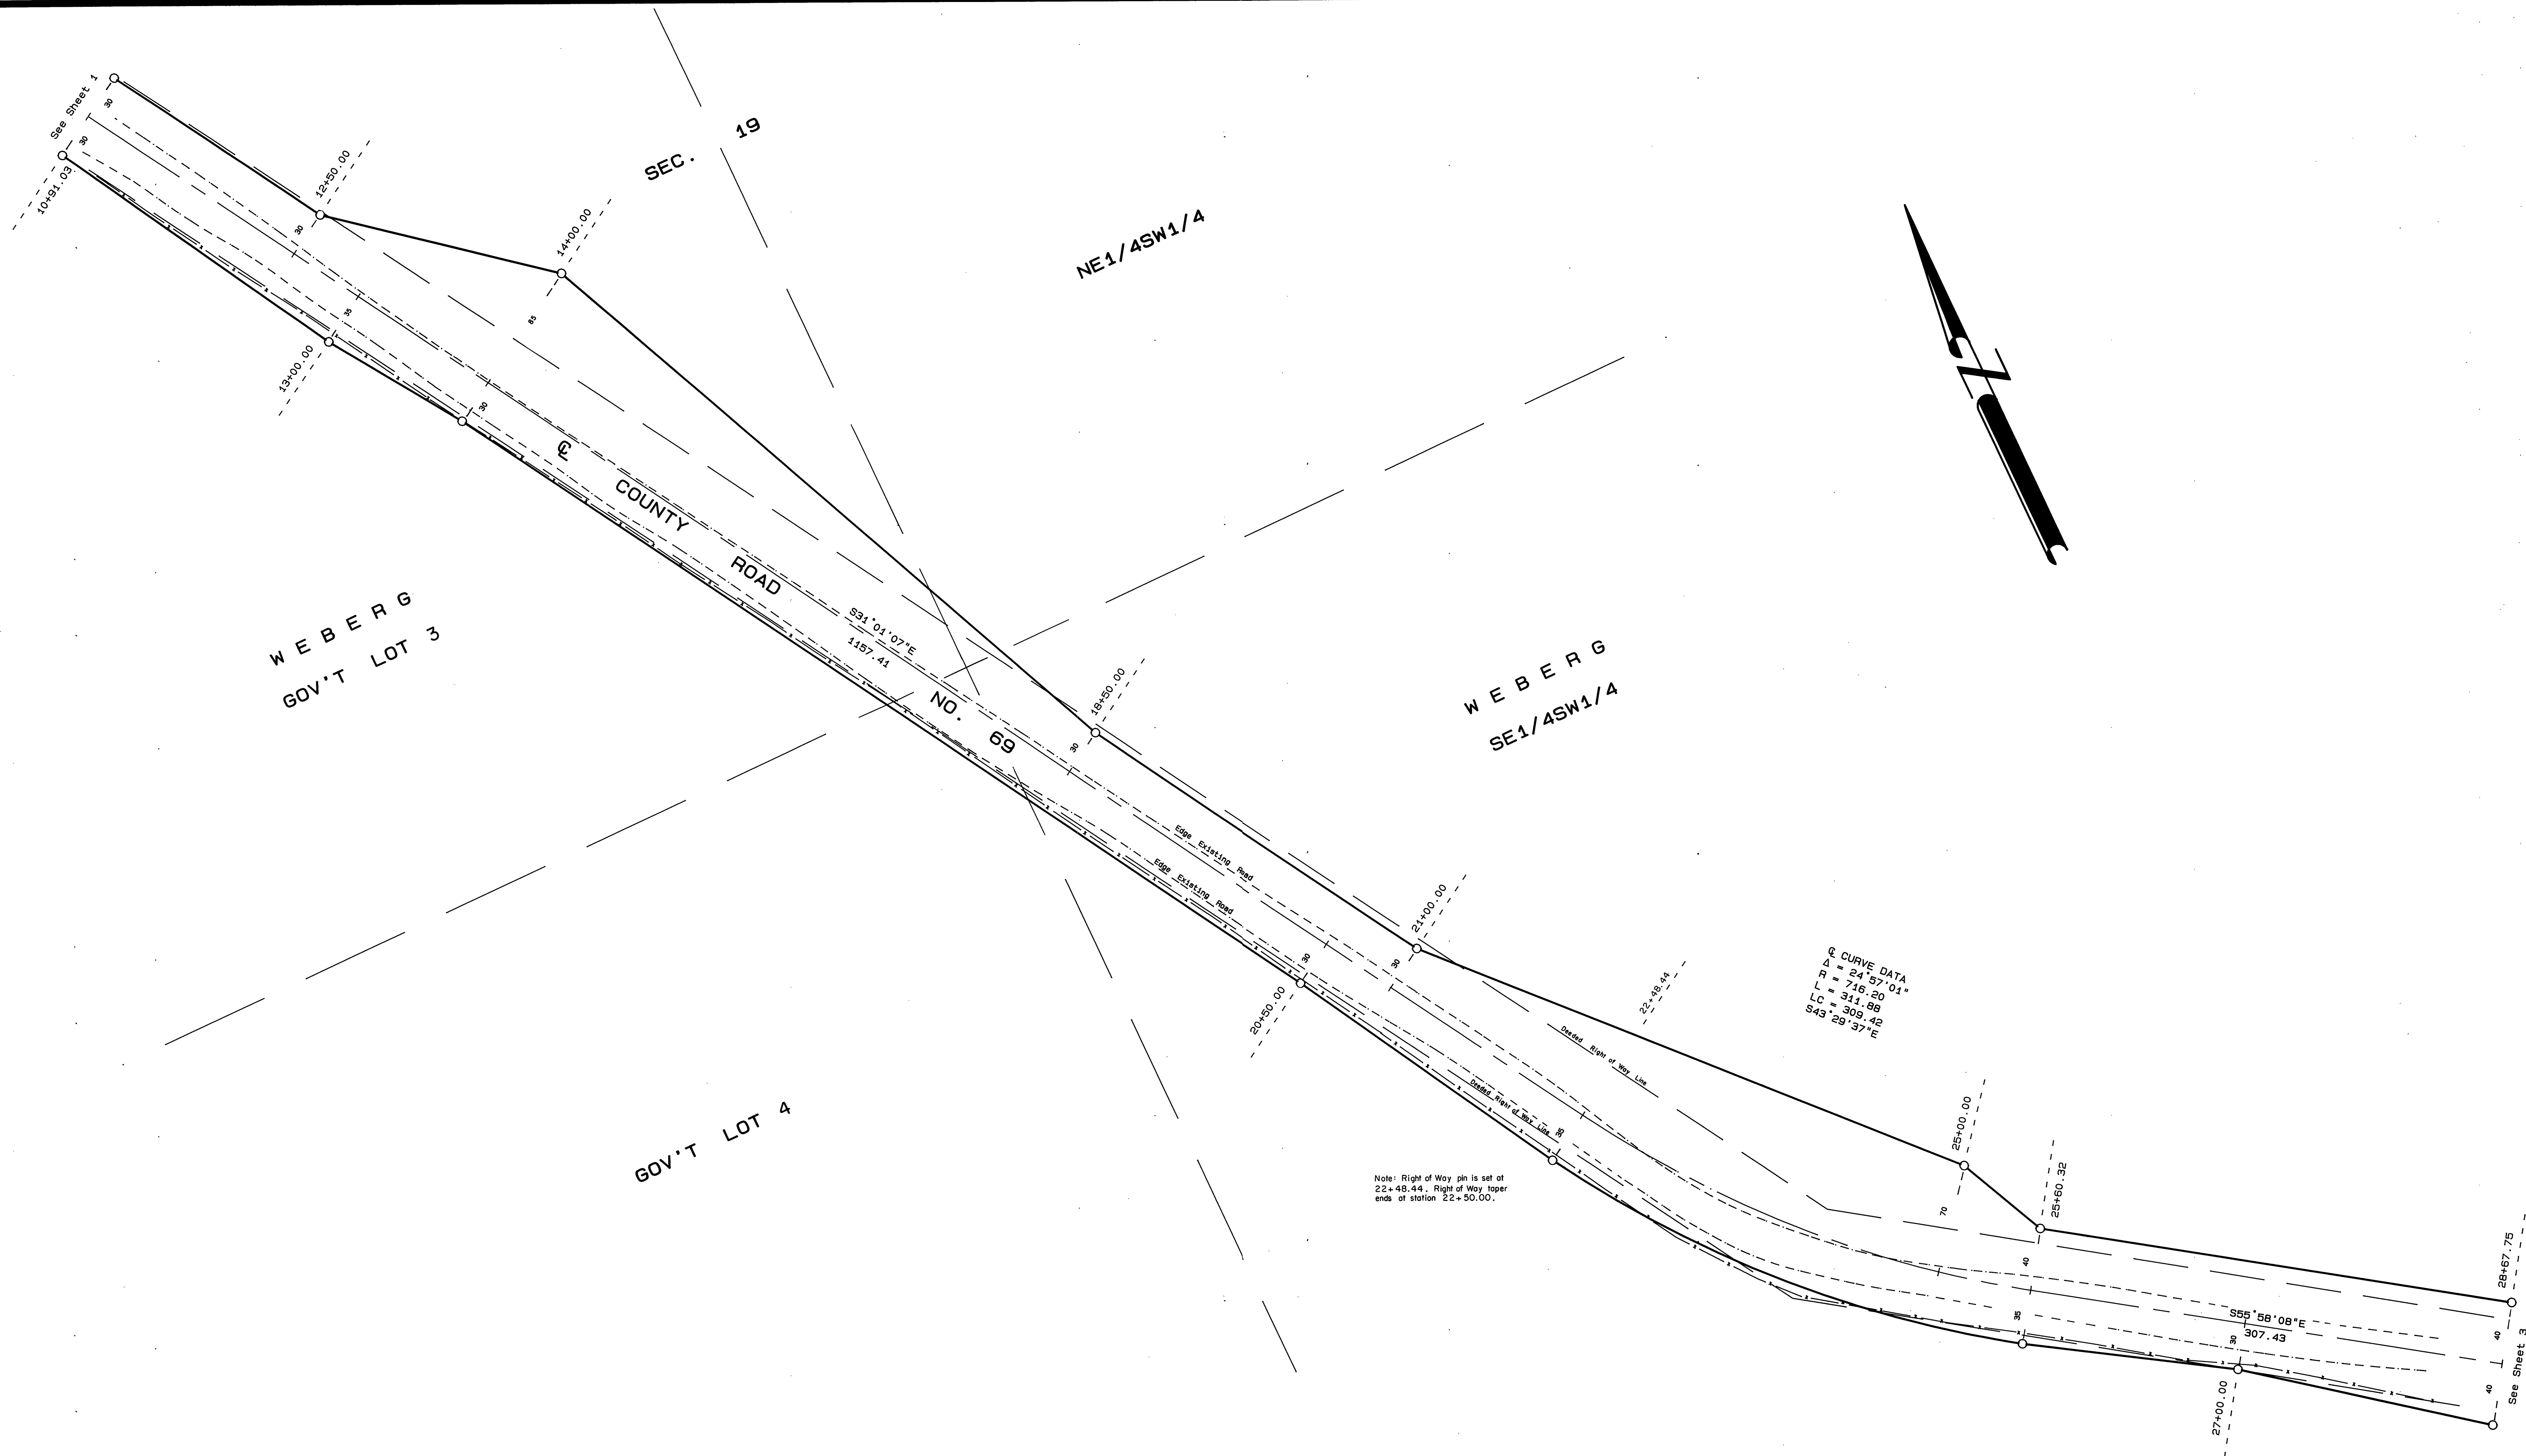 See Sheet 1
30
30
10+91.03
12+50.00
30
14+00.00
85
SEC. 19
NE1/4SW1/4
35
13+00.00
30
℄
COUNTY
ROAD
S31°01'07"E
1157.41
NO.
69
WEBERG
GOV'T LOT 3
18+50.00
30
WEBERG
SE1/4SW1/4
Edge Existing Road
Edge Existing Road
21+00.00
30
30
20+50.00
22+48.44
℄ CURVE DATA
Δ = 24°57'01"
R = 716.20
L = 311.88
LC = 309.42
S43°29'37"E
Deeded Right of Way Line
Deeded Right of Way Line
35
Note: Right of Way pin is set at
22+48.44. Right of Way taper
ends at station 22+50.00.
GOV'T LOT 4
25+00.00
70
25+60.32
40
35
S55°58'08"E
307.43
30
27+00.00
28+67.75
40
40
See Sheet 3
N